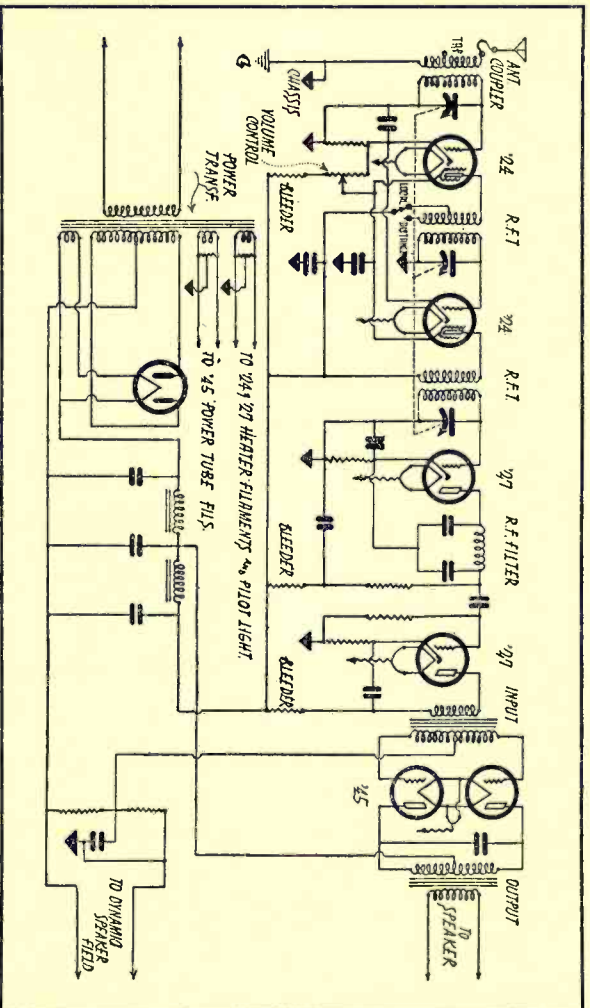 ANT.
COUPLER
TAP
'24
R.F.T.
'24
R.F.T.
'27
R.F. FILTER
'27
INPUT
'45
OUTPUT
TO
SPEAKER
LOCAL
DISTANCE
CHASSIS
VOLUME
CONTROL
BLEEDER
BLEEDER
BLEEDER
POWER
TRANSF.
TO '24 & '27 HEATER FILAMENTS AND PILOT LIGHT.
TO '45 POWER TUBE FILS.
TO DYNAMIC
SPEAKER
FIELD